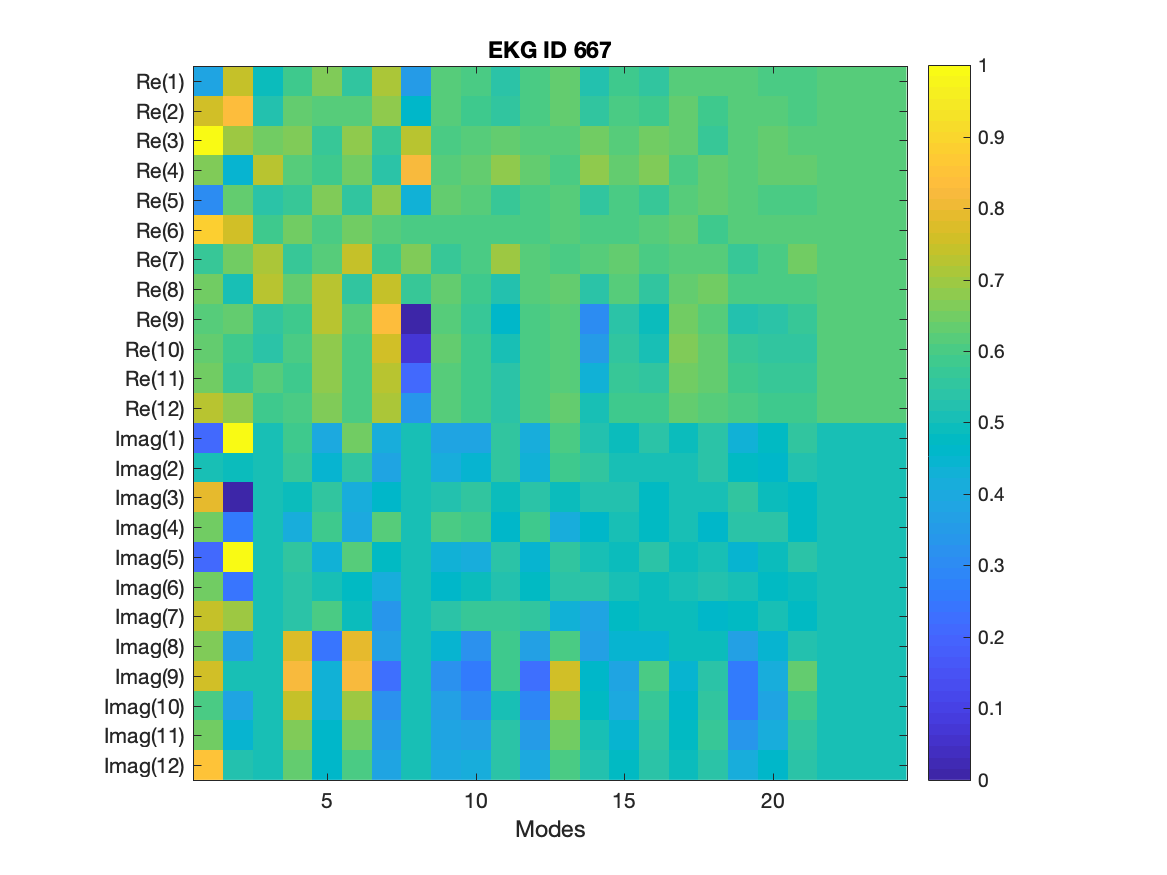 EKG ID 667
Re(1)
Re(2)
Re(3)
Re(4)
Re(5)
Re(6)
Re(7)
Re(8)
Re(9)
Re(10)
Re(11)
Re(12)
Imag(1)
Imag(2)
Imag(3)
Imag(4)
Imag(5)
Imag(6)
Imag(7)
Imag(8)
Imag(9)
Imag(10)
Imag(11)
Imag(12)
5 10 15 20
Modes
1
0.9
0.8
0.7
0.6
0.5
0.4
0.3
0.2
0.1
0